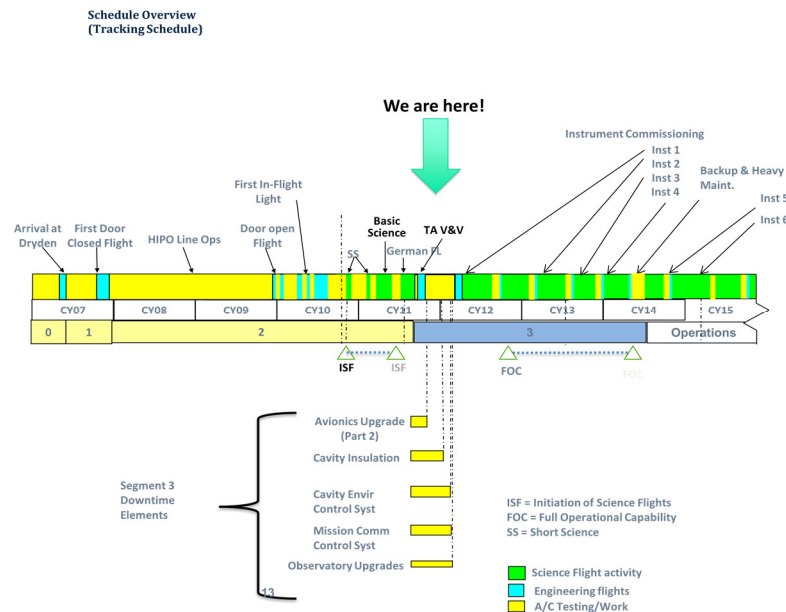 Schedule Overview
(Tracking Schedule)
We are here!
Instrument Commissioning
Inst 1
Inst 2
Inst 3
Inst 4
Backup & Heavy
Maint.
Inst 5
Inst 6
First In-Flight
Light
Arrival at
Dryden
First Door
Closed Flight
HIPO Line Ops
Door open
Flight
SS
Basic
Science
German FL
TA V&V
CY07
CY08
CY09
CY10
CY11
CY12
CY13
CY14
CY15
0
1
2
3
Operations
ISF
ISF
FOC
FOC
Segment 3
Downtime
Elements
Avionics Upgrade
(Part 2)
Cavity Insulation
Cavity Envir
Control Syst
Mission Comm
Control Syst
Observatory Upgrades
13
ISF = Initiation of Science Flights
FOC = Full Operational Capability
SS = Short Science
Science Flight activity
Engineering flights
A/C Testing/Work